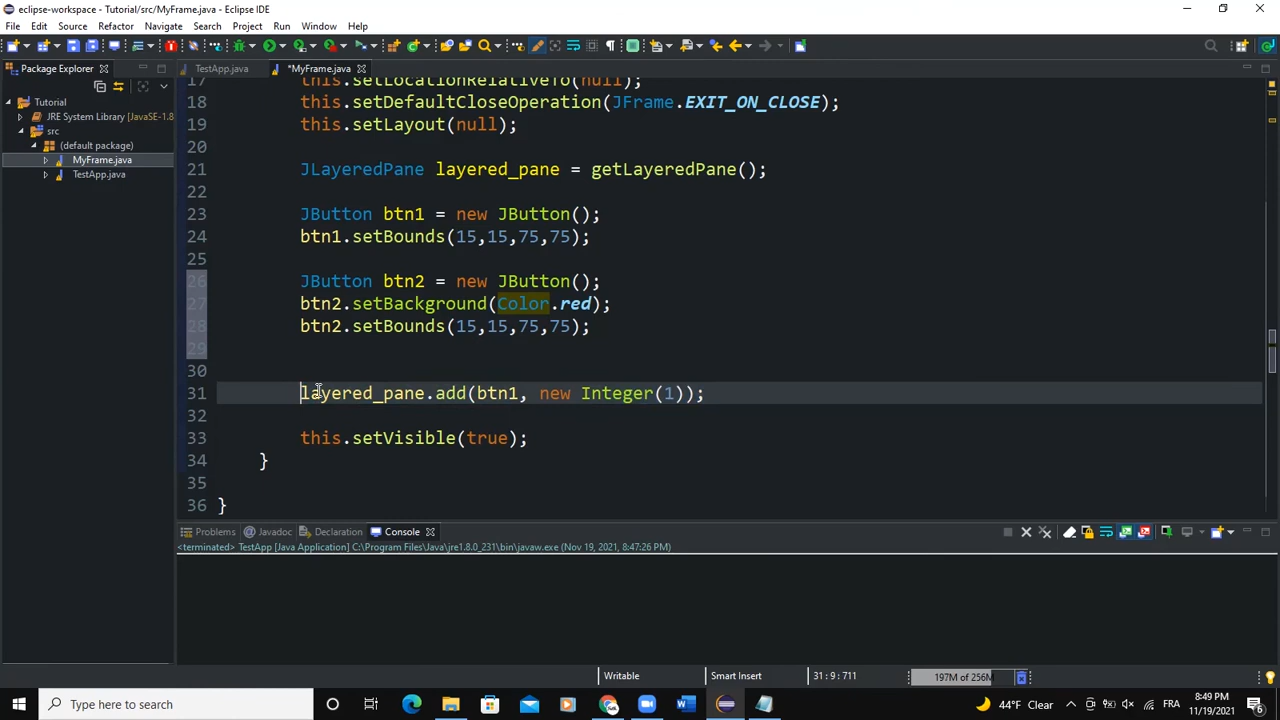 eclipse-workspace - Tutorial/src/MyFrame.java - Eclipse IDE
File Edit Source Refactor Navigate Search Project Run Window Help
Package Explorer
TestApp.java *MyFrame.java
Tutorial
JRE System Library [JavaSE-1.8
src
(default package)
MyFrame.java
TestApp.java
17 this.setLocationRelativeTo(null);
18 this.setDefaultCloseOperation(JFrame.EXIT_ON_CLOSE);
19 this.setLayout(null);
20
21 JLayeredPane layered_pane = getLayeredPane();
22
23 JButton btn1 = new JButton();
24 btn1.setBounds(15,15,75,75);
25
26 JButton btn2 = new JButton();
27 btn2.setBackground(Color.red);
28 btn2.setBounds(15,15,75,75);
29
30
31 layered_pane.add(btn1, new Integer(1));
32
33 this.setVisible(true);
34 }
35
36 }
Problems Javadoc Declaration Console
<terminated> TestApp [Java Application] C:\Program Files\Java\jre1.8.0_231\bin\javaw.exe (Nov 19, 2021, 8:47:26 PM)
Writable Smart Insert 31 : 9 : 711 197M of 256M
Type here to search
44°F Clear FRA 8:49 PM
11/19/2021